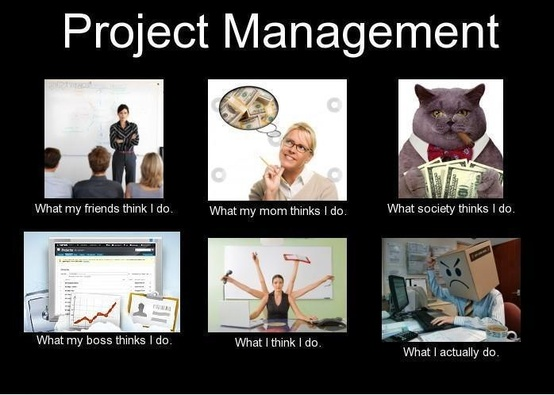 Project Management
What my friends think I do.
What my mom thinks I do.
What society thinks I do.
What my boss thinks I do.
What I think I do.
What I actually do.